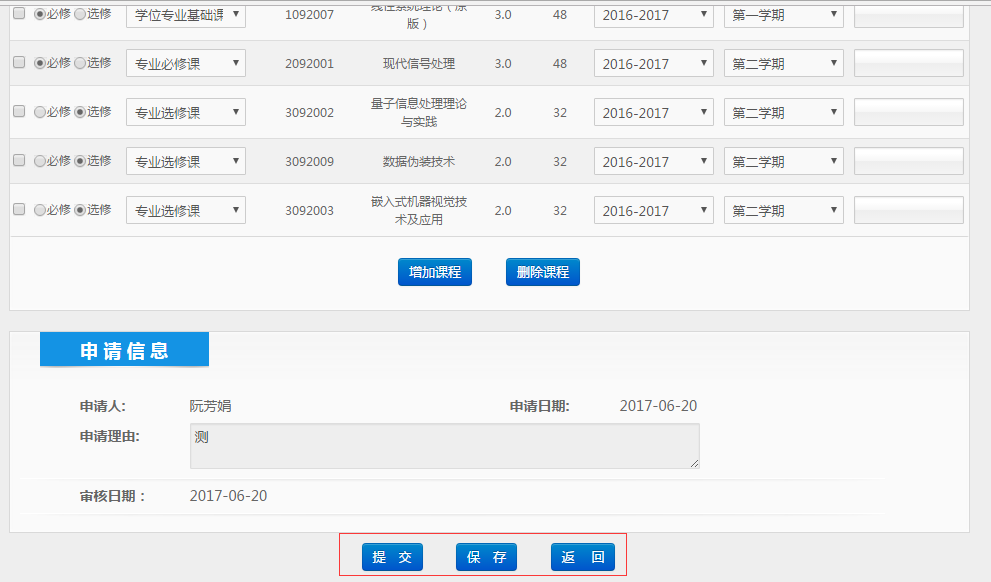 必修 选修 学位专业基础课 1092007 线性系统理论（原版） 3.0 48 2016-2017 第一学期
必修 选修 专业必修课 2092001 现代信号处理 3.0 48 2016-2017 第二学期
必修 选修 专业选修课 3092002 量子信息处理理论与实践 2.0 32 2016-2017 第二学期
必修 选修 专业选修课 3092009 数据伪装技术 2.0 32 2016-2017 第二学期
必修 选修 专业选修课 3092003 嵌入式机器视觉技术及应用 2.0 32 2016-2017 第二学期
增加课程 删除课程
申请信息
申请人: 阮芳娟 申请日期: 2017-06-20
申请理由: 测
审核日期： 2017-06-20
提 交 保 存 返 回